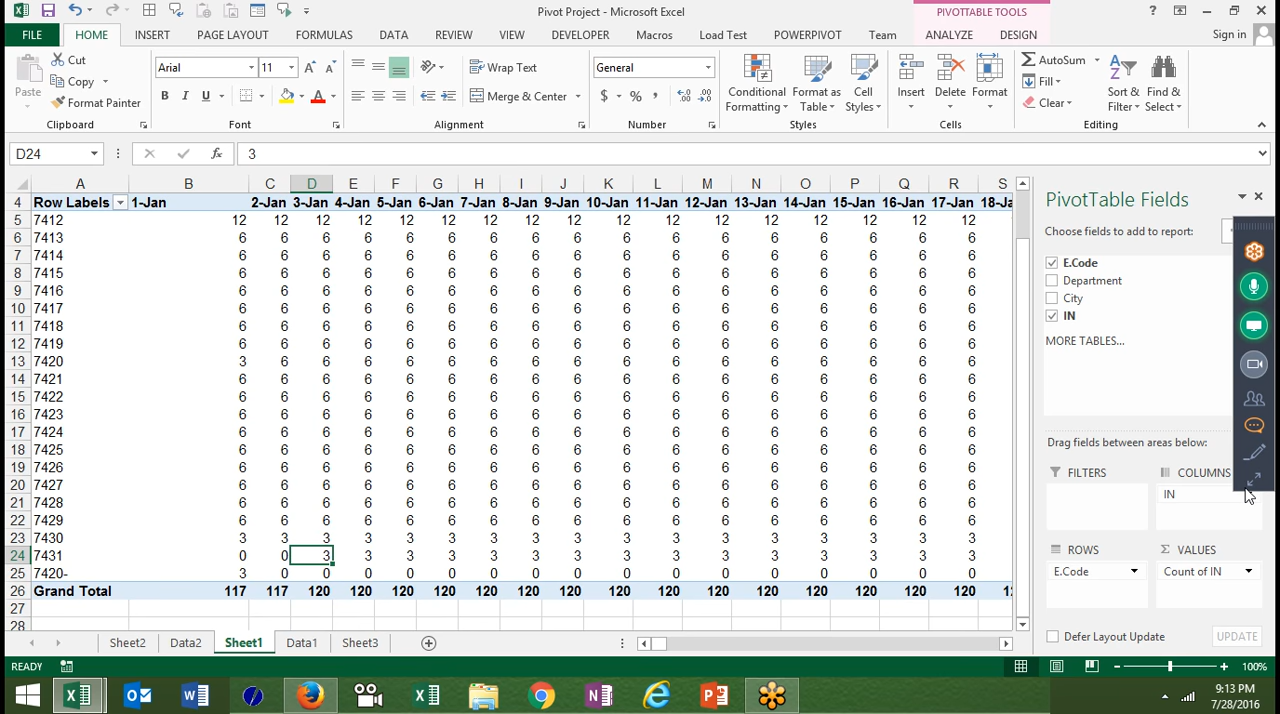 Pivot Project - Microsoft Excel
PIVOTTABLE TOOLS
?
FILE HOME INSERT PAGE LAYOUT FORMULAS DATA REVIEW VIEW DEVELOPER Macros Load Test POWERPIVOT Team ANALYZE DESIGN Sign in
Paste Cut Copy Format Painter
Arial 11 B I U A
Wrap Text
Merge & Center
General
$ %
Conditional Formatting
Format as Table
Cell Styles
Insert Delete Format
AutoSum
Fill
Clear
Sort & Filter
Find & Select
Clipboard Font Alignment Number Styles Cells Editing
D24 fx 3
A B C D E F G H I J K L M N O P Q R S
4 Row Labels 1-Jan 2-Jan 3-Jan 4-Jan 5-Jan 6-Jan 7-Jan 8-Jan 9-Jan 10-Jan 11-Jan 12-Jan 13-Jan 14-Jan 15-Jan 16-Jan 17-Jan 18-Ja
5 7412 12 12 12 12 12 12 12 12 12 12 12 12 12 12 12 12 12
6 7413 6 6 6 6 6 6 6 6 6 6 6 6 6 6 6 6 6
7 7414 6 6 6 6 6 6 6 6 6 6 6 6 6 6 6 6 6
8 7415 6 6 6 6 6 6 6 6 6 6 6 6 6 6 6 6 6
9 7416 6 6 6 6 6 6 6 6 6 6 6 6 6 6 6 6 6
10 7417 6 6 6 6 6 6 6 6 6 6 6 6 6 6 6 6 6
11 7418 6 6 6 6 6 6 6 6 6 6 6 6 6 6 6 6 6
12 7419 6 6 6 6 6 6 6 6 6 6 6 6 6 6 6 6 6
13 7420 3 6 6 6 6 6 6 6 6 6 6 6 6 6 6 6 6
14 7421 6 6 6 6 6 6 6 6 6 6 6 6 6 6 6 6 6
15 7422 6 6 6 6 6 6 6 6 6 6 6 6 6 6 6 6 6
16 7423 6 6 6 6 6 6 6 6 6 6 6 6 6 6 6 6 6
17 7424 6 6 6 6 6 6 6 6 6 6 6 6 6 6 6 6 6
18 7425 6 6 6 6 6 6 6 6 6 6 6 6 6 6 6 6 6
19 7426 6 6 6 6 6 6 6 6 6 6 6 6 6 6 6 6 6
20 7427 6 6 6 6 6 6 6 6 6 6 6 6 6 6 6 6 6
21 7428 6 6 6 6 6 6 6 6 6 6 6 6 6 6 6 6 6
22 7429 6 6 6 6 6 6 6 6 6 6 6 6 6 6 6 6 6
23 7430 3 3 3 3 3 3 3 3 3 3 3 3 3 3 3 3 3
24 7431 0 0 3 3 3 3 3 3 3 3 3 3 3 3 3 3 3
25 7420- 3 0 0 0 0 0 0 0 0 0 0 0 0 0 0 0 0
26 Grand Total 117 117 120 120 120 120 120 120 120 120 120 120 120 120 120 120 120 1:
27
28
PivotTable Fields
Choose fields to add to report:
E.Code
Department
City
IN
MORE TABLES...
Drag fields between areas below:
FILTERS COLUMNS
IN
ROWS Σ VALUES
E.Code Count of IN
Defer Layout Update UPDATE
Sheet2 Data2 Sheet1 Data1 Sheet3
READY 100%
9:13 PM
7/28/2016